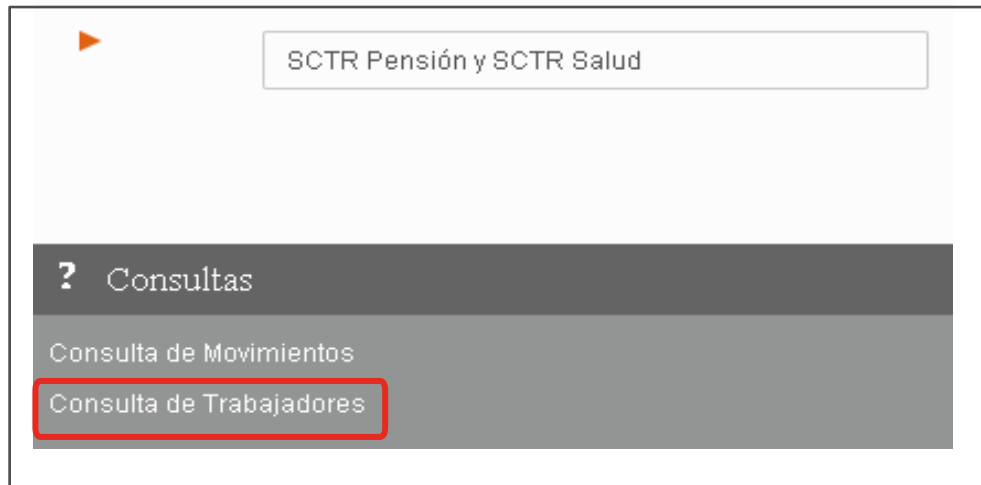 SCTR Pensión y SCTR Salud
? Consultas
Consulta de Movimientos
Consulta de Trabajadores